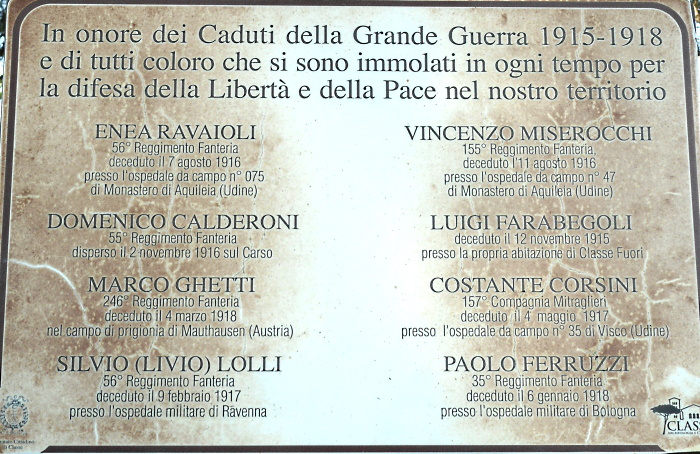 In onore dei Caduti della Grande Guerra 1915-1918
e di tutti coloro che si sono immolati in ogni tempo per
la difesa della Libertà e della Pace nel nostro territorio
ENEA RAVAIOLI
56° Reggimento Fanteria
deceduto il 7 agosto 1916
presso l'ospedale da campo n° 075
di Monastero di Aquileia (Udine)
DOMENICO CALDERONI
55° Reggimento Fanteria
disperso il 2 novembre 1916 sul Carso
MARCO GHETTI
246° Reggimento Fanteria
deceduto il 4 marzo 1918
nel campo di prigionia di Mauthausen (Austria)
SILVIO (LIVIO) LOLLI
56° Reggimento Fanteria
deceduto il 9 febbraio 1917
presso l'ospedale militare di Ravenna
VINCENZO MISEROCCHI
155° Reggimento Fanteria,
deceduto l'11 agosto 1916
presso l'ospedale da campo n° 47
di Monastero di Aquileia (Udine)
LUIGI FARABEGOLI
deceduto il 12 novembre 1915
presso la propria abitazione di Classe Fuori
COSTANTE CORSINI
157° Compagnia Mitraglieri
deceduto il 4 maggio 1917
presso l'ospedale da campo n° 35 di Visco (Udine)
PAOLO FERRUZZI
35° Reggimento Fanteria
deceduto il 6 gennaio 1918
presso l'ospedale militare di Bologna
CLAS